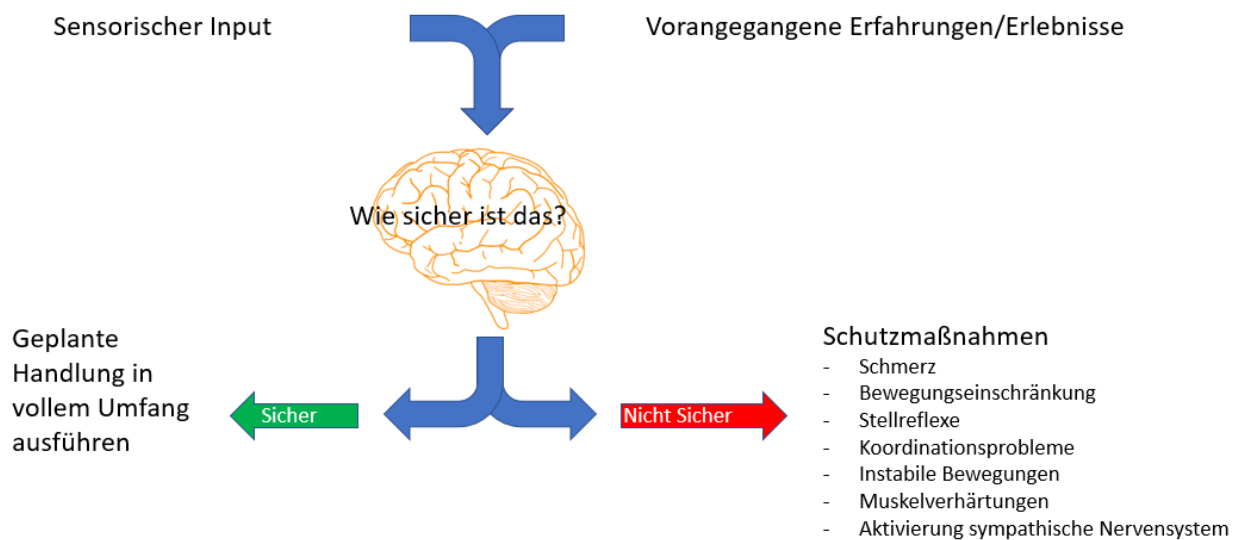 Sensorischer Input
Vorangegangene Erfahrungen/Erlebnisse
Wie sicher ist das?
Geplante
Handlung in
vollem Umfang
ausführen
Sicher
Nicht Sicher
Schutzmaßnahmen
- Schmerz
- Bewegungseinschränkung
- Stellreflexe
- Koordinationsprobleme
- Instabile Bewegungen
- Muskelverhärtungen
- Aktivierung sympathische Nervensystem